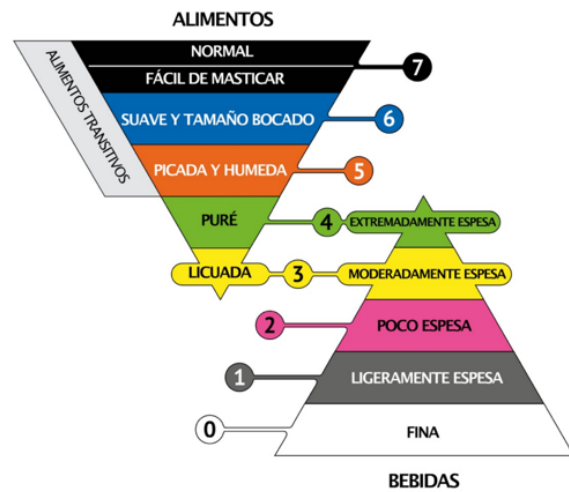 ALIMENTOS
NORMAL
FÁCIL DE MASTICAR
7
ALIMENTOS TRANSITIVOS
SUAVE Y TAMAÑO BOCADO
6
PICADA Y HUMEDA
5
PURÉ
4
EXTREMADAMENTE ESPESA
LICUADA
3
MODERADAMENTE ESPESA
2
POCO ESPESA
1
LIGERAMENTE ESPESA
0
FINA
BEBIDAS